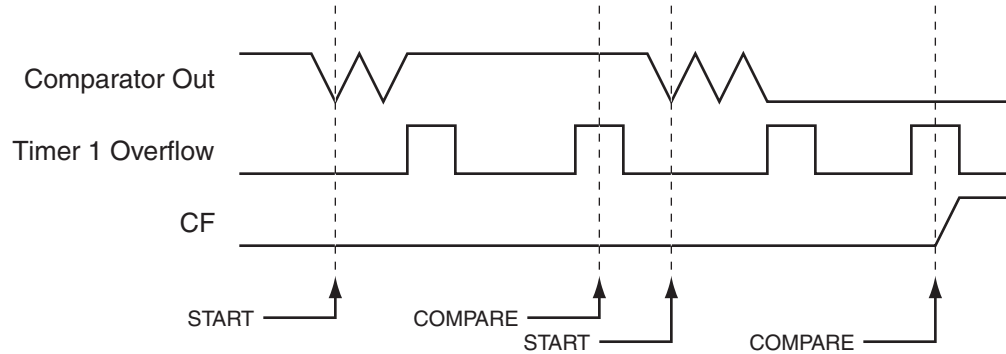 Comparator Out
Timer 1 Overflow
CF
START
COMPARE
START
COMPARE